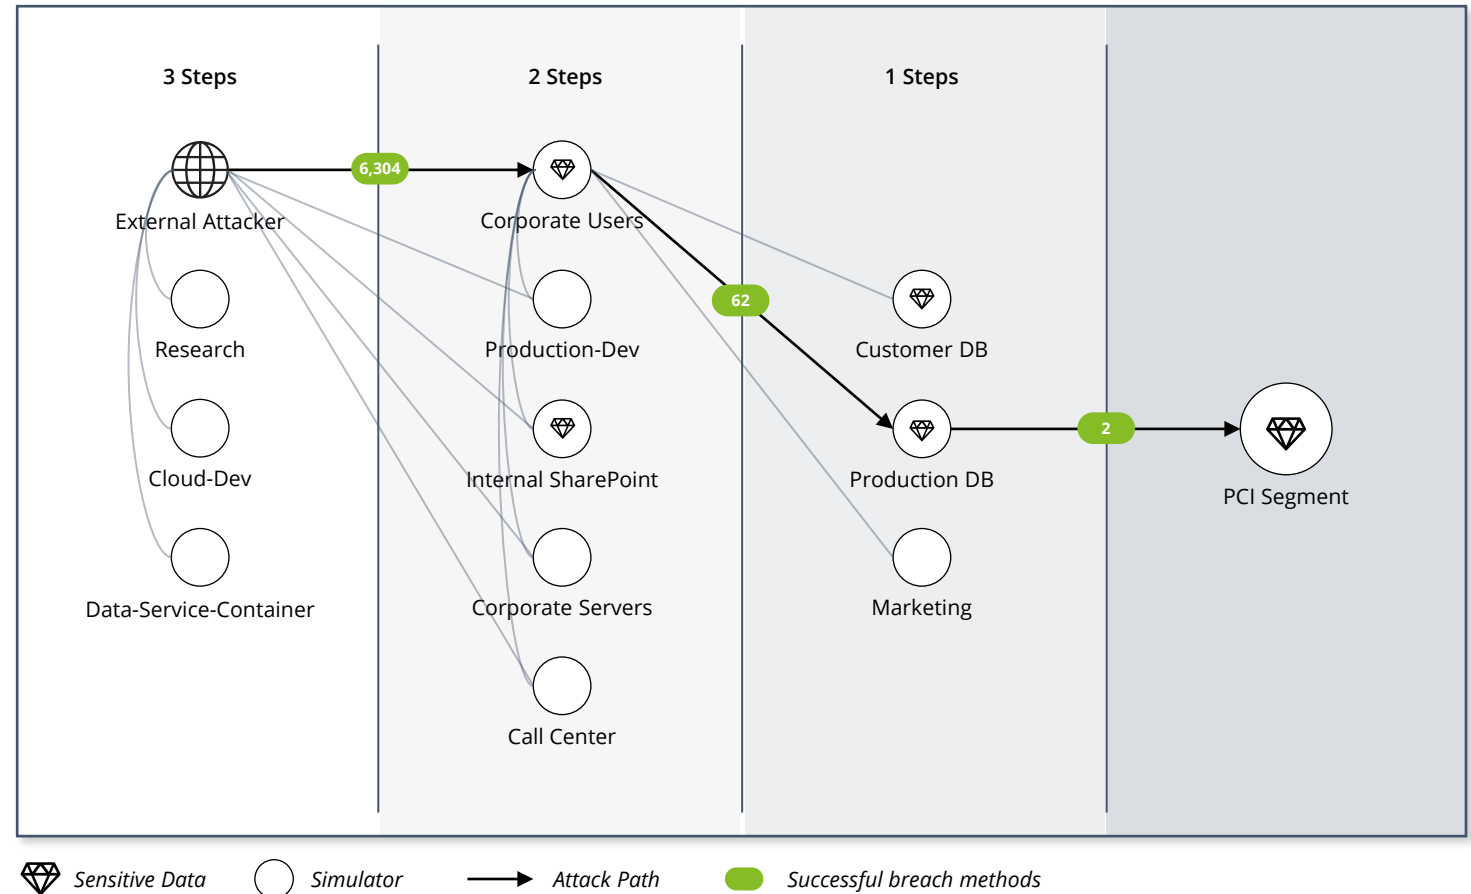 3 Steps
2 Steps
1 Steps
6,304
External Attacker
Corporate Users
62
Research
Production-Dev
Customer DB
2
Cloud-Dev
Internal SharePoint
Production DB
PCI Segment
Data-Service-Container
Corporate Servers
Marketing
Call Center
Sensitive Data
Simulator
Attack Path
Successful breach methods